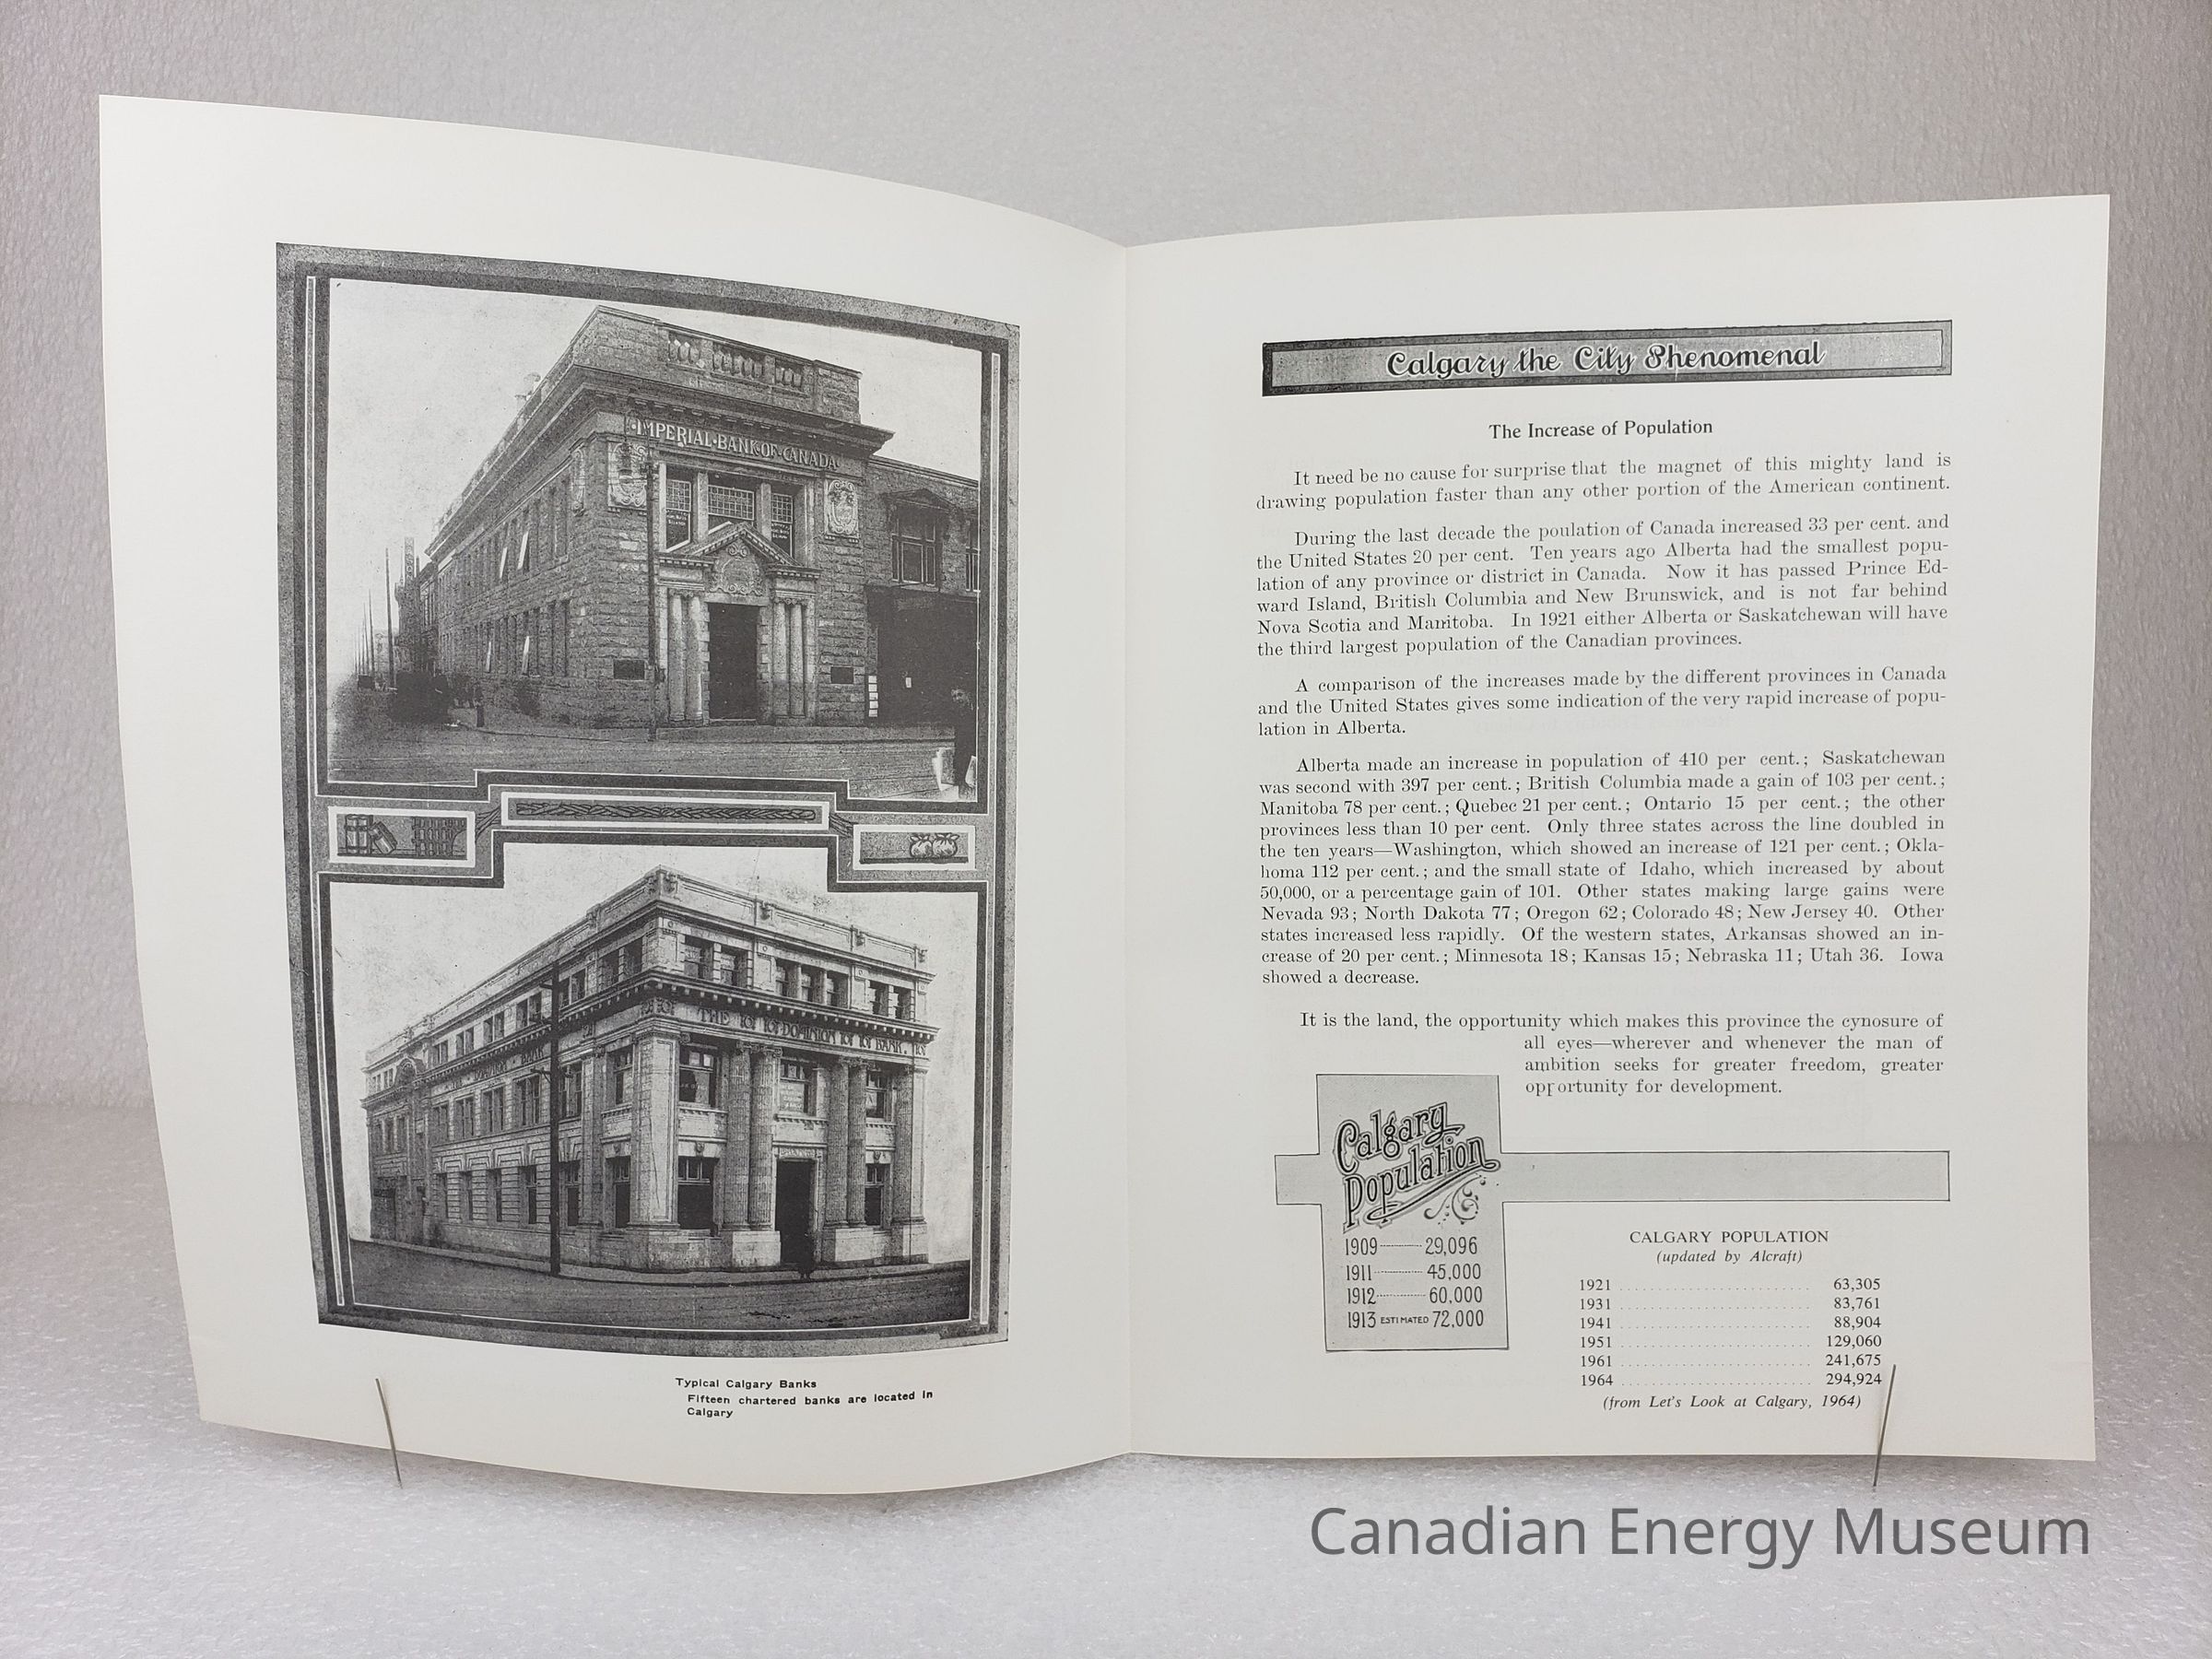 IMPERIAL·BANK·OF·CANADA
THE DOMINION BANK
Typical Calgary Banks
Fifteen chartered banks are located in
Calgary
Calgary the City Phenomenal
The Increase of Population
It need be no cause for surprise that the magnet of this mighty land is
drawing population faster than any other portion of the American continent.
During the last decade the poulation of Canada increased 33 per cent. and
the United States 20 per cent. Ten years ago Alberta had the smallest popu-
lation of any province or district in Canada. Now it has passed Prince Ed-
ward Island, British Columbia and New Brunswick, and is not far behind
Nova Scotia and Manitoba. In 1921 either Alberta or Saskatchewan will have
the third largest population of the Canadian provinces.
A comparison of the increases made by the different provinces in Canada
and the United States gives some indication of the very rapid increase of popu-
lation in Alberta.
Alberta made an increase in population of 410 per cent.; Saskatchewan
was second with 397 per cent.; British Columbia made a gain of 103 per cent.;
Manitoba 78 per cent.; Quebec 21 per cent.; Ontario 15 per cent.; the other
provinces less than 10 per cent. Only three states across the line doubled in
the ten years—Washington, which showed an increase of 121 per cent.; Okla-
homa 112 per cent.; and the small state of Idaho, which increased by about
50,000, or a percentage gain of 101. Other states making large gains were
Nevada 93; North Dakota 77; Oregon 62; Colorado 48; New Jersey 40. Other
states increased less rapidly. Of the western states, Arkansas showed an in-
crease of 20 per cent.; Minnesota 18; Kansas 15; Nebraska 11; Utah 36. Iowa
showed a decrease.
It is the land, the opportunity which makes this province the cynosure of
all eyes—wherever and whenever the man of
ambition seeks for greater freedom, greater
opportunity for development.
Calgary
Population
1909 29,096
1911 45,000
1912 60,000
1913 ESTIMATED 72,000
CALGARY POPULATION
(updated by Alcraft)
1921 63,305
1931 83,761
1941 88,904
1951 129,060
1961 241,675
1964 294,924
(from Let's Look at Calgary, 1964)
Canadian Energy Museum